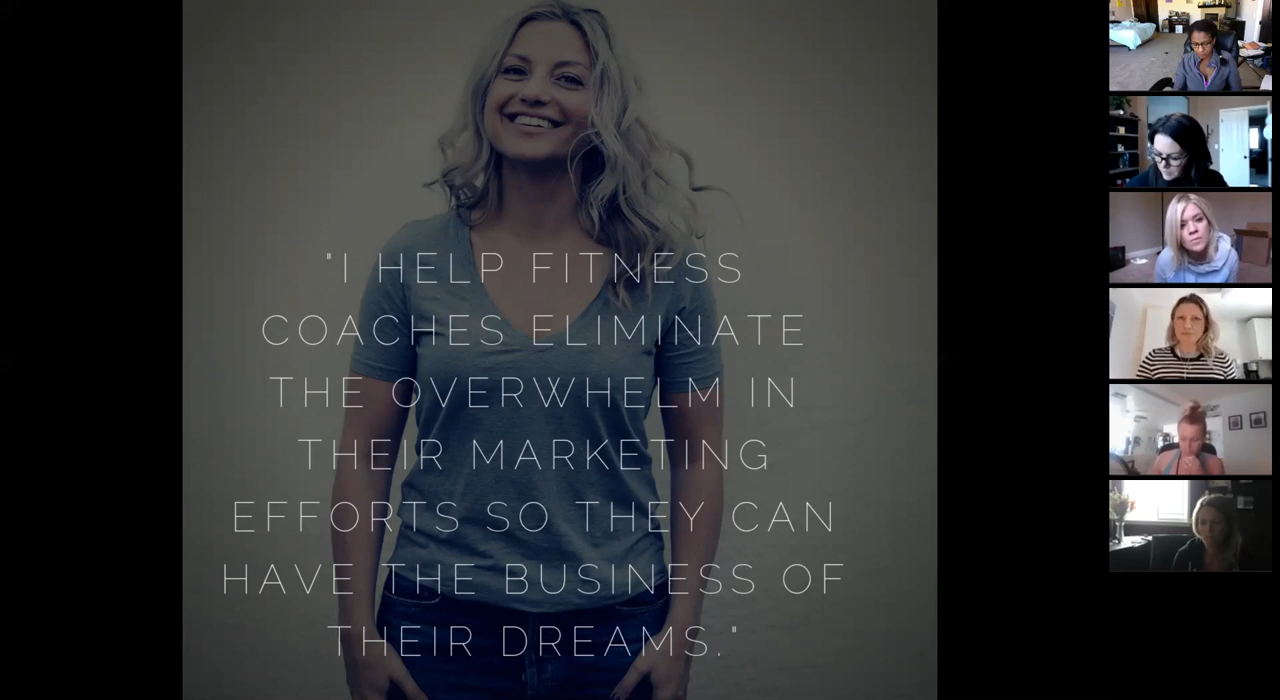 "I HELP FITNESS
COACHES ELIMINATE
THE OVERWHELM IN
THEIR MARKETING
EFFORTS SO THEY CAN
HAVE THE BUSINESS OF
THEIR DREAMS."